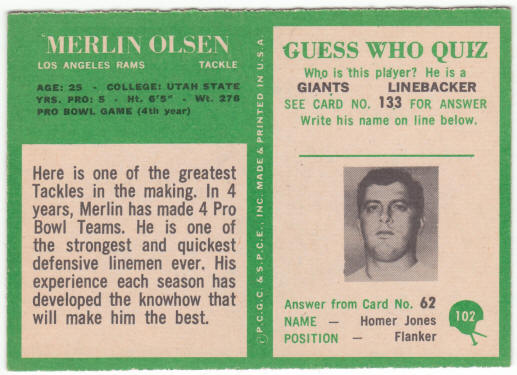 MERLIN OLSEN
LOS ANGELES RAMS TACKLE
AGE: 25 - COLLEGE: UTAH STATE
YRS. PRO: 5 - Ht. 6'5" - Wt. 276
PRO BOWL GAME (4th year)
Here is one of the greatest
Tackles in the making. In 4
years, Merlin has made 4 Pro
Bowl Teams. He is one of
the strongest and quickest
defensive linemen ever. His
experience each season has
developed the knowhow that
will make him the best.
©P.C.G.C. & S.P.C.E., INC. MADE & PRINTED IN U.S.A.
GUESS WHO QUIZ
Who is this player? He is a
GIANTS LINEBACKER
SEE CARD NO. 133 FOR ANSWER
Write his name on line below.
Answer from Card No. 62
NAME — Homer Jones
POSITION — Flanker
102